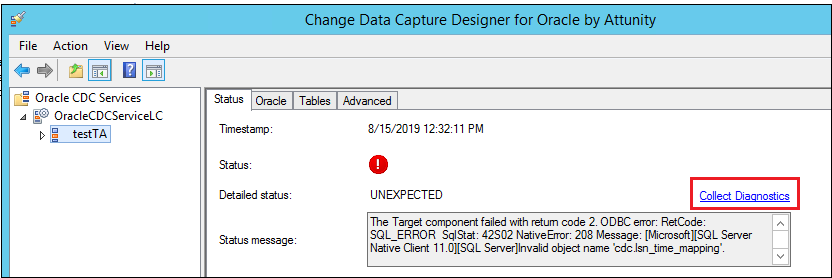 Change Data Capture Designer for Oracle by Attunity
File Action View Help
Oracle CDC Services
OracleCDCServiceLC
testTA
Status Oracle Tables Advanced
Timestamp: 8/15/2019 12:32:11 PM
Status:
Detailed status: UNEXPECTED Collect Diagnostics
Status message:
The Target component failed with return code 2. ODBC error: RetCode:
SQL_ERROR SqlStat: 42S02 NativeError: 208 Message: [Microsoft][SQL Server
Native Client 11.0][SQL Server]Invalid object name 'cdc.lsn_time_mapping'.